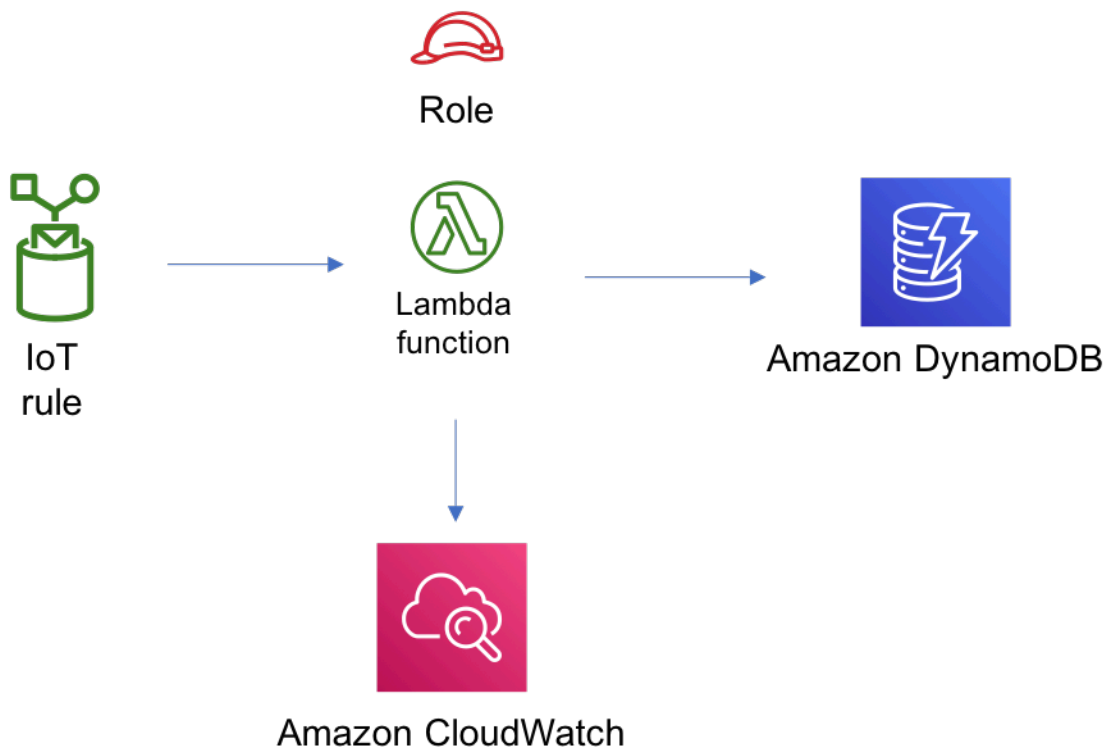 Role
IoT
rule
Lambda
function
Amazon DynamoDB
Amazon CloudWatch